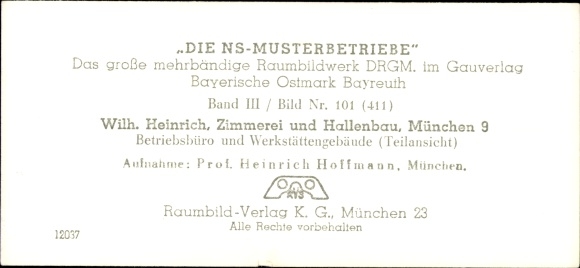 „DIE NS-MUSTERBETRIEBE"
Das große mehrbändige Raumbildwerk DRGM. im Gauverlag
Bayerische Ostmark Bayreuth
Band III / Bild Nr. 101 (411)
Wilh. Heinrich, Zimmerei und Hallenbau, München 9
Betriebsbüro und Werkstättengebäude (Teilansicht)
Aufnahme: Prof. Heinrich Hoffmann, München.
Raumbild-Verlag K. G., München 23
Alle Rechte vorbehalten
12037